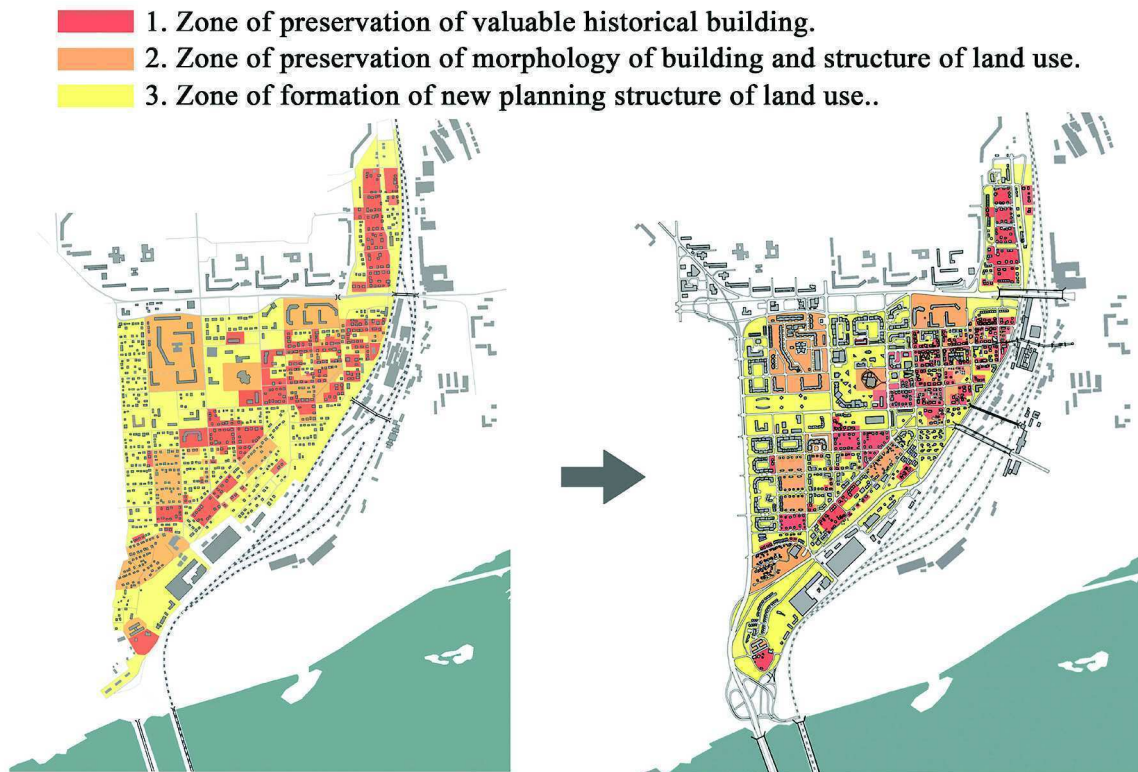 1. Zone of preservation of valuable historical building.
2. Zone of preservation of morphology of building and structure of land use.
3. Zone of formation of new planning structure of land use..